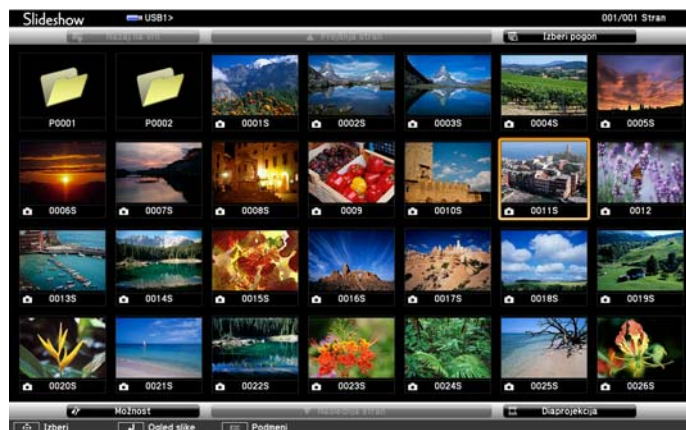 Slideshow USB1> 001/001 Stran
Nazaj na vrh Prejšnja stran Izberi pogon
P0001 P0002 0001S 0002S 0003S 0004S 0005S
0006S 0007S 0008S 0009 0010S 0011S 0012
0013S 0014S 0015S 0016S 0017S 0018S 0019S
0020S 0021S 0022S 0023S 0024S 0025S 0026S
Možnost Naslednja stran Diaprojekcija
Izberi Ogled slike Esc Podmeni